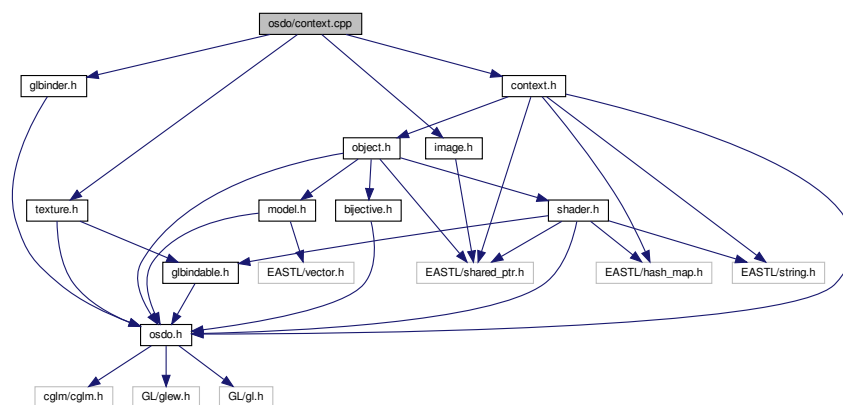 osdo/context.cpp
glbinder.h
context.h
object.h
image.h
texture.h
model.h
bijective.h
shader.h
glbindable.h
EASTL/vector.h
EASTL/shared_ptr.h
EASTL/hash_map.h
EASTL/string.h
osdo.h
cglm/cglm.h
GL/glew.h
GL/gl.h